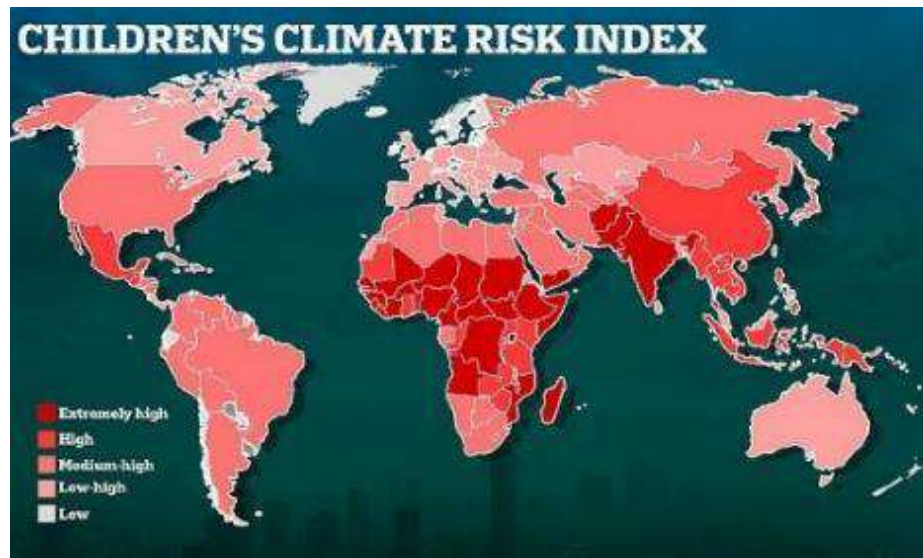 CHILDREN'S CLIMATE RISK INDEX
Extremely high
High
Medium-high
Low-high
Low